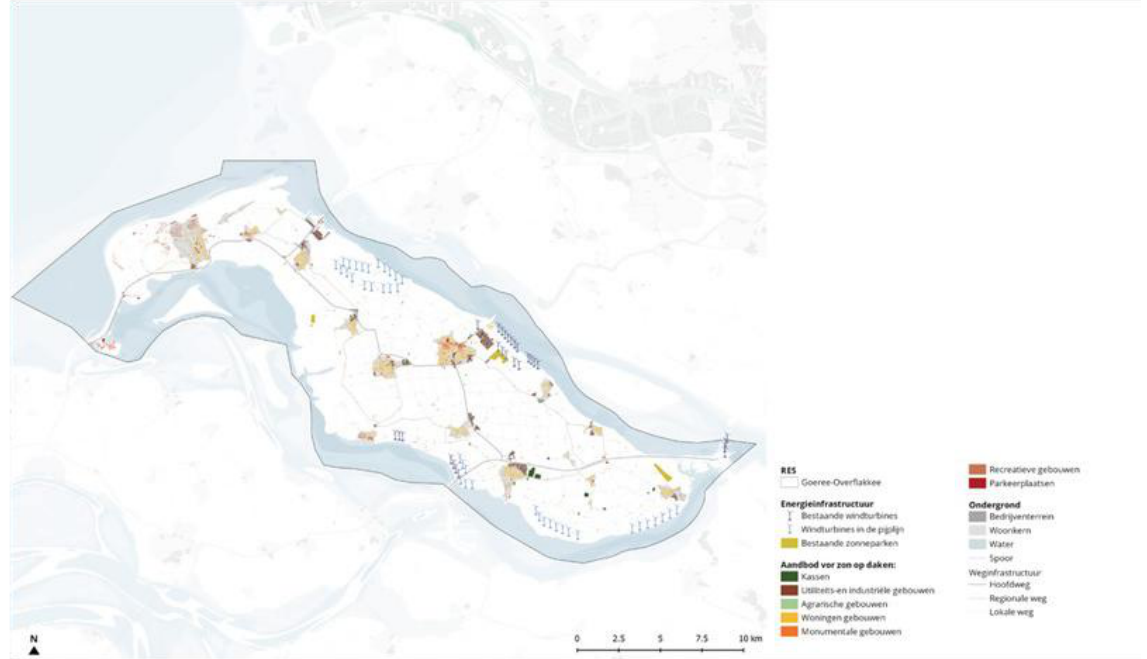 RES
Goeree-Overflakkee
Energieinfrastructuur
Bestaande windturbines
Windturbines in de pijplijn
Bestaande zonneparken
Aandbod vor zon op daken:
Kassen
Utiliteits-en industriële gebouwen
Agrarische gebouwen
Woningen gebouwen
Monumentale gebouwen
Recreatieve gebouwen
Parkeerplaatsen
Ondergrond
Bedrijventerrein
Woonkern
Water
Spoor
Weginfrastructuur
Hoofdweg
Regionale weg
Lokale weg
N
0 2.5 5 7.5 10 km